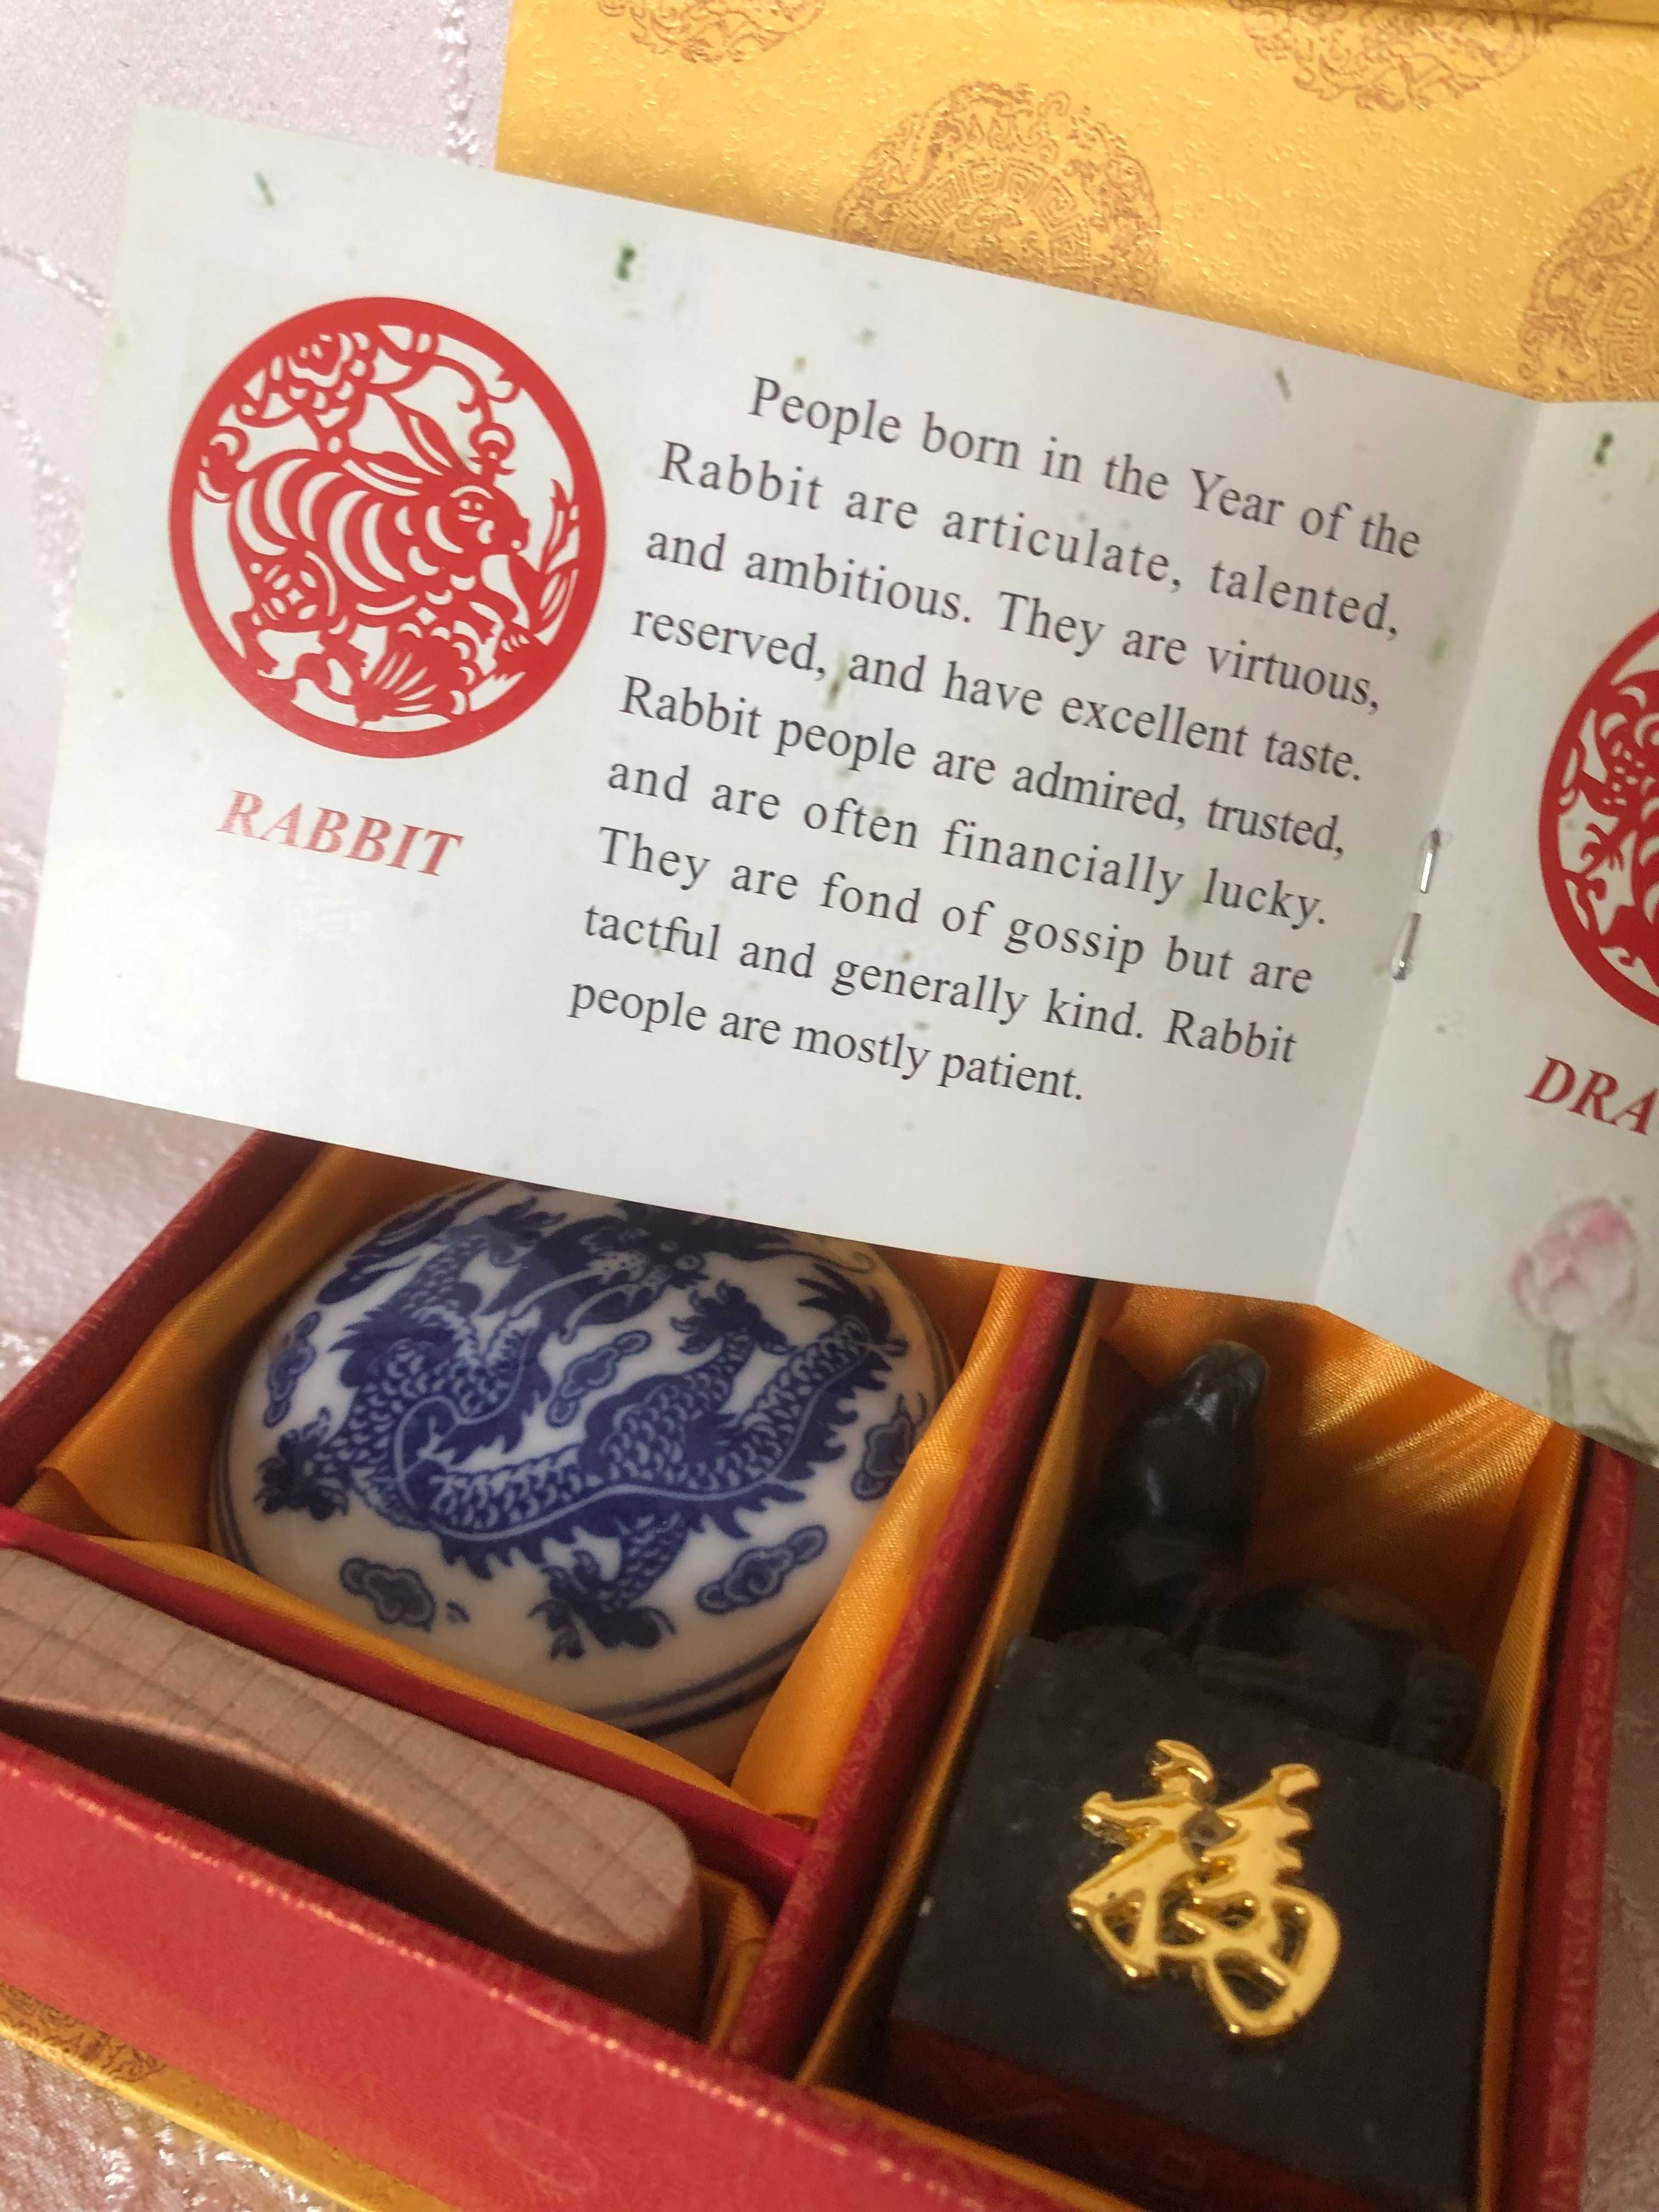 RABBIT
People born in the Year of the
Rabbit are articulate, talented,
and ambitious. They are virtuous,
reserved, and have excellent taste.
Rabbit people are admired, trusted,
and are often financially lucky.
They are fond of gossip but are
tactful and generally kind. Rabbit
people are mostly patient.
DRA
福